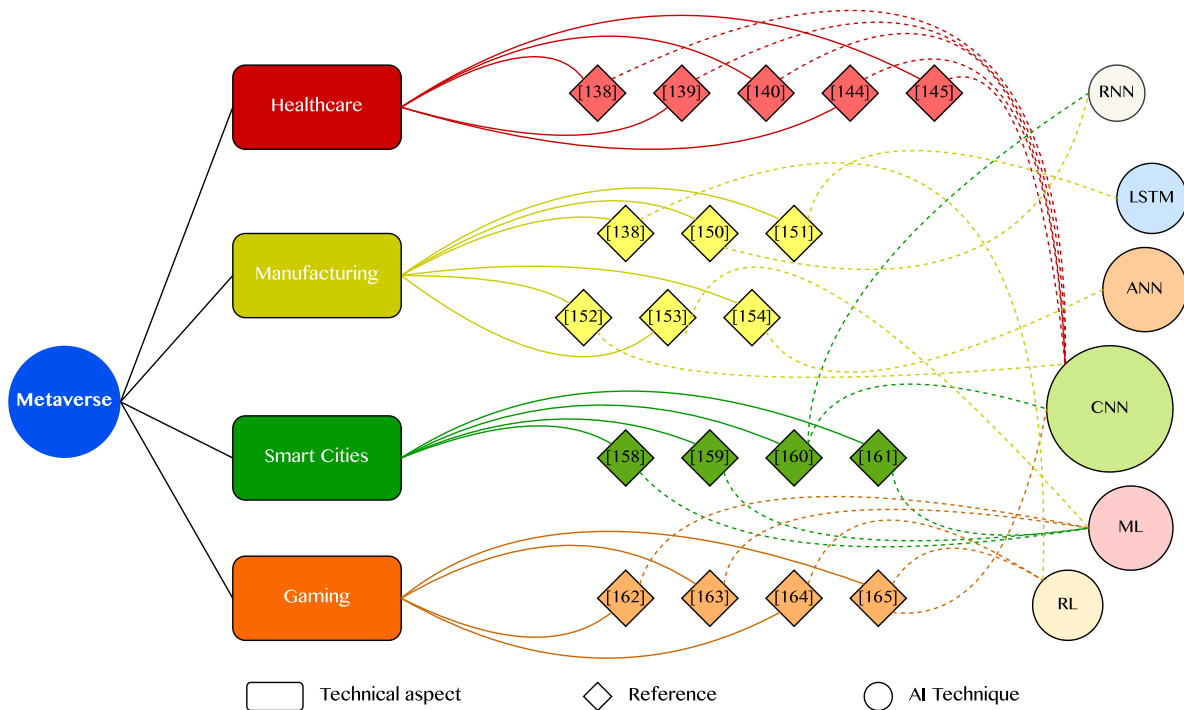 Healthcare
[138] [139] [140] [144] [145]
RNN
LSTM
Manufacturing
[138] [150] [151]
ANN
[152] [153] [154]
Metaverse
CNN
Smart Cities
[158] [159] [160] [161]
ML
Gaming
[162] [163] [164] [165]
RL
Technical aspect
Reference
AI Technique